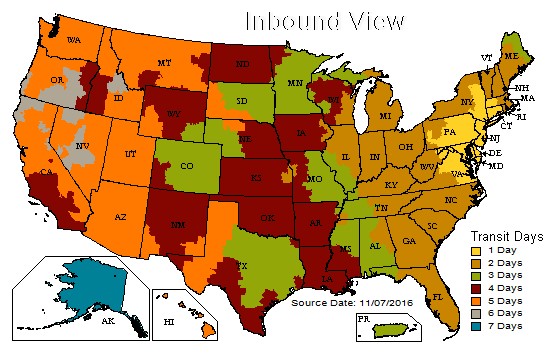 Inbound View
WA
MT
ND
MN
ME
VT
OR
ID
SD
WI
NY
NH
MA
MI
WY
RI
CT
PA
NE
IA
NJ
NV
UT
IL
IN
OH
DE
CO
WV
VA
MD
CA
KS
MO
KY
NC
TN
AZ
NM
OK
AR
SC
MS
AL
GA
TX
LA
FL
AK
HI
PR
Source Date: 11/07/2016
Transit Days
1 Day
2 Days
3 Days
4 Days
5 Days
6 Days
7 Days